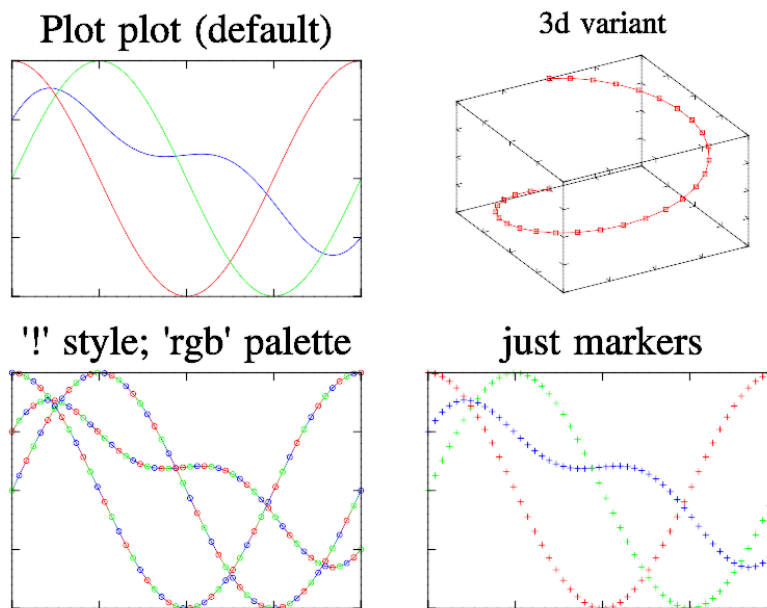 Plot plot (default)
3d variant
'!' style; 'rgb' palette
just markers